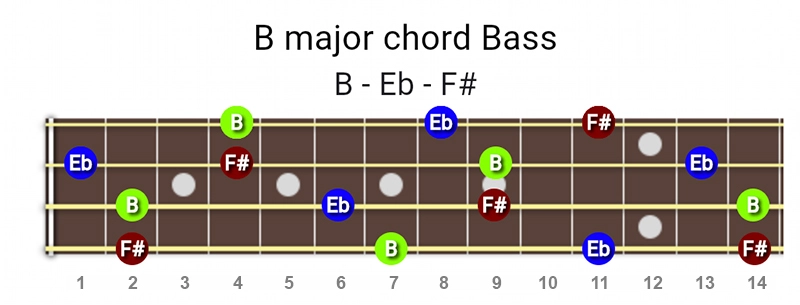 B major chord Bass
B - Eb - F#
B Eb F#
Eb F# B Eb
B Eb F# B
F# B Eb F#
1 2 3 4 5 6 7 8 9 10 11 12 13 14